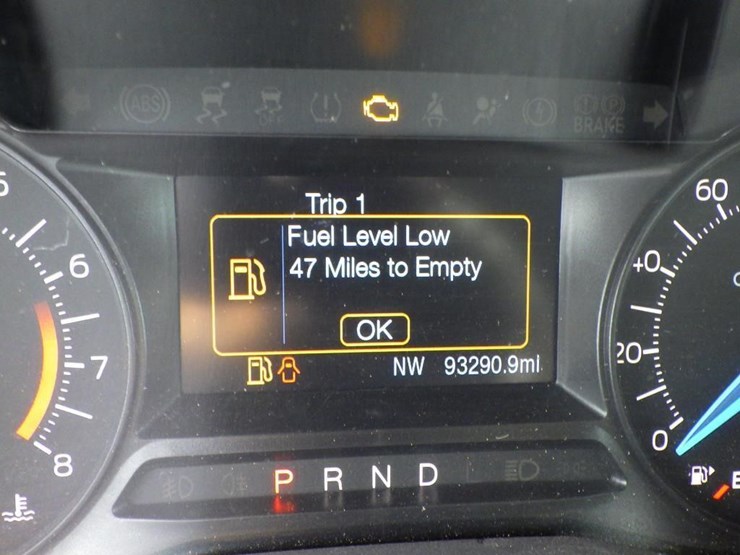 ABS
BRAKE
Trip 1
Fuel Level Low
47 Miles to Empty
OK
NW 93290.9mi
6
7
8
60
20
0
P R N D
E